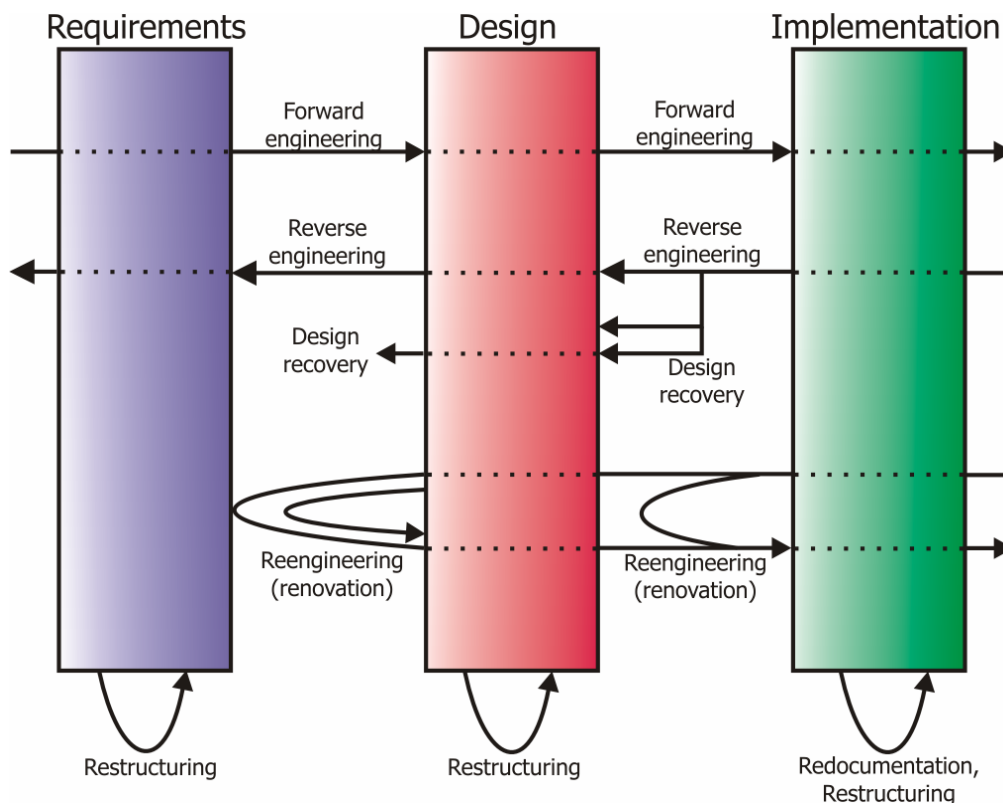 Requirements
Design
Implementation
Forward
engineering
Forward
engineering
Reverse
engineering
Reverse
engineering
Design
recovery
Design
recovery
Reengineering
(renovation)
Reengineering
(renovation)
Restructuring
Restructuring
Redocumentation,
Restructuring